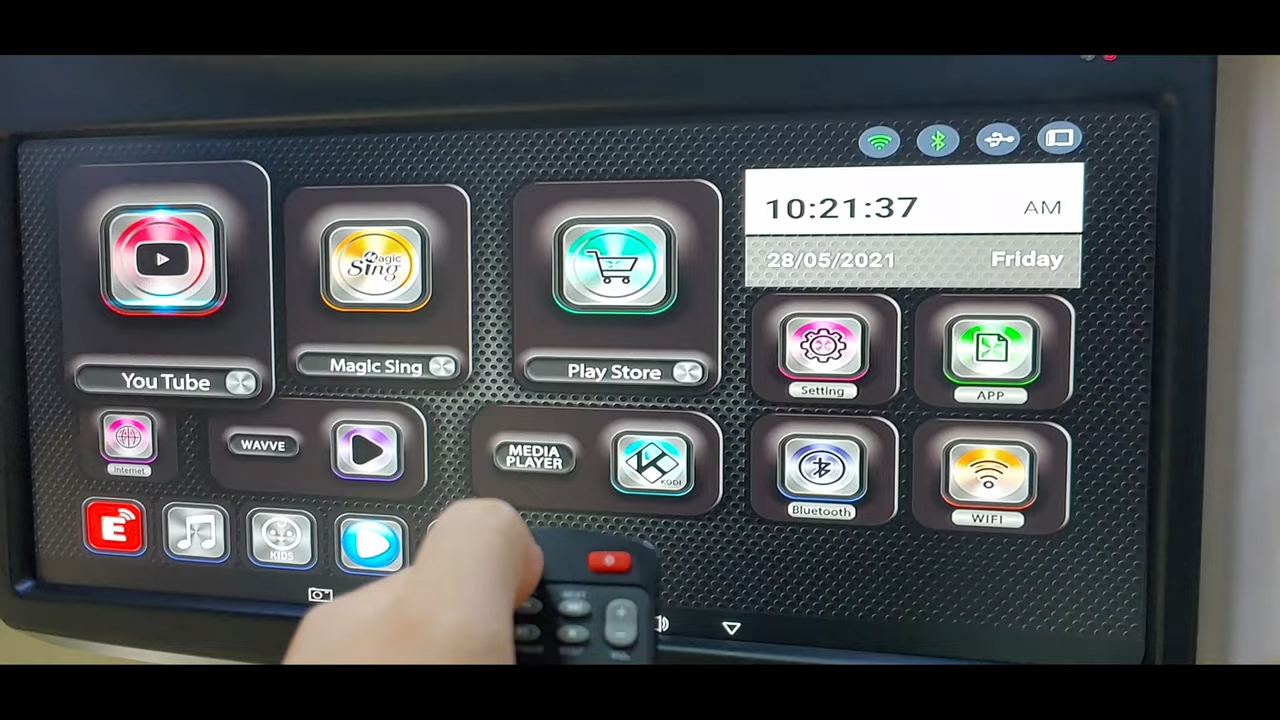 10:21:37 AM
28/05/2021 Friday
Magic
Sing
You Tube
Magic Sing
Play Store
Setting
APP
Internet
WAVVE
MEDIA
PLAYER
KODI
Bluetooth
WIFI
E
KIDS